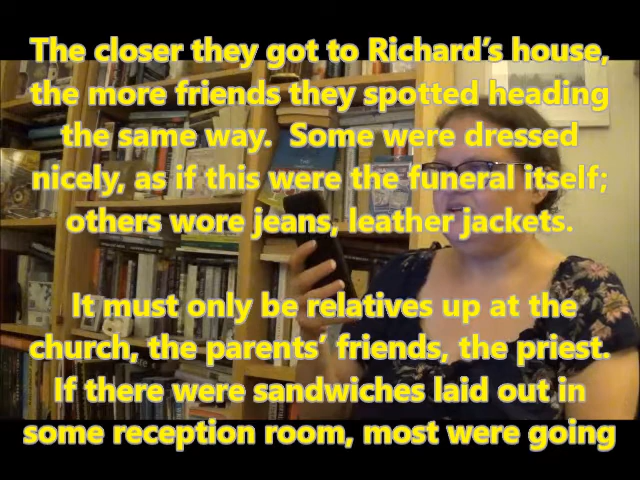 The closer they got to Richard's house,
the more friends they spotted heading
the same way.  Some were dressed
nicely, as if this were the funeral itself;
others wore jeans, leather jackets.
It must only be relatives up at the
church, the parents' friends, the priest.
If there were sandwiches laid out in
some reception room, most were going